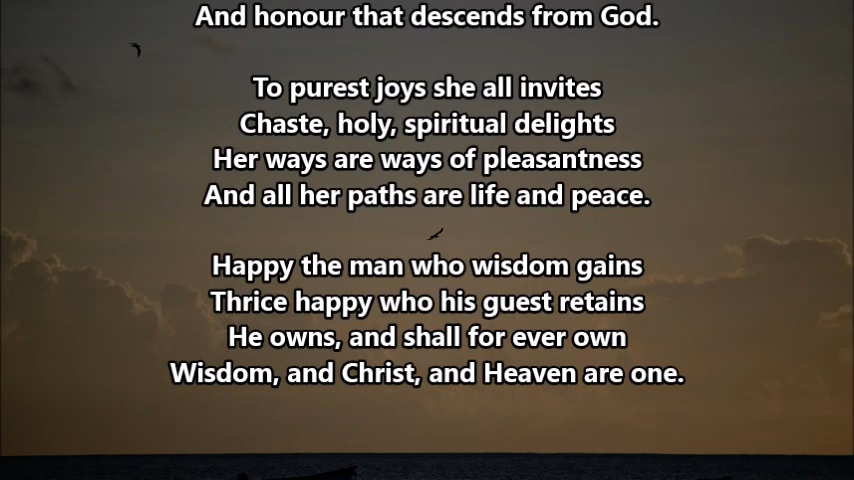 And honour that descends from God.
To purest joys she all invites
Chaste, holy, spiritual delights
Her ways are ways of pleasantness
And all her paths are life and peace.
Happy the man who wisdom gains
Thrice happy who his guest retains
He owns, and shall for ever own
Wisdom, and Christ, and Heaven are one.